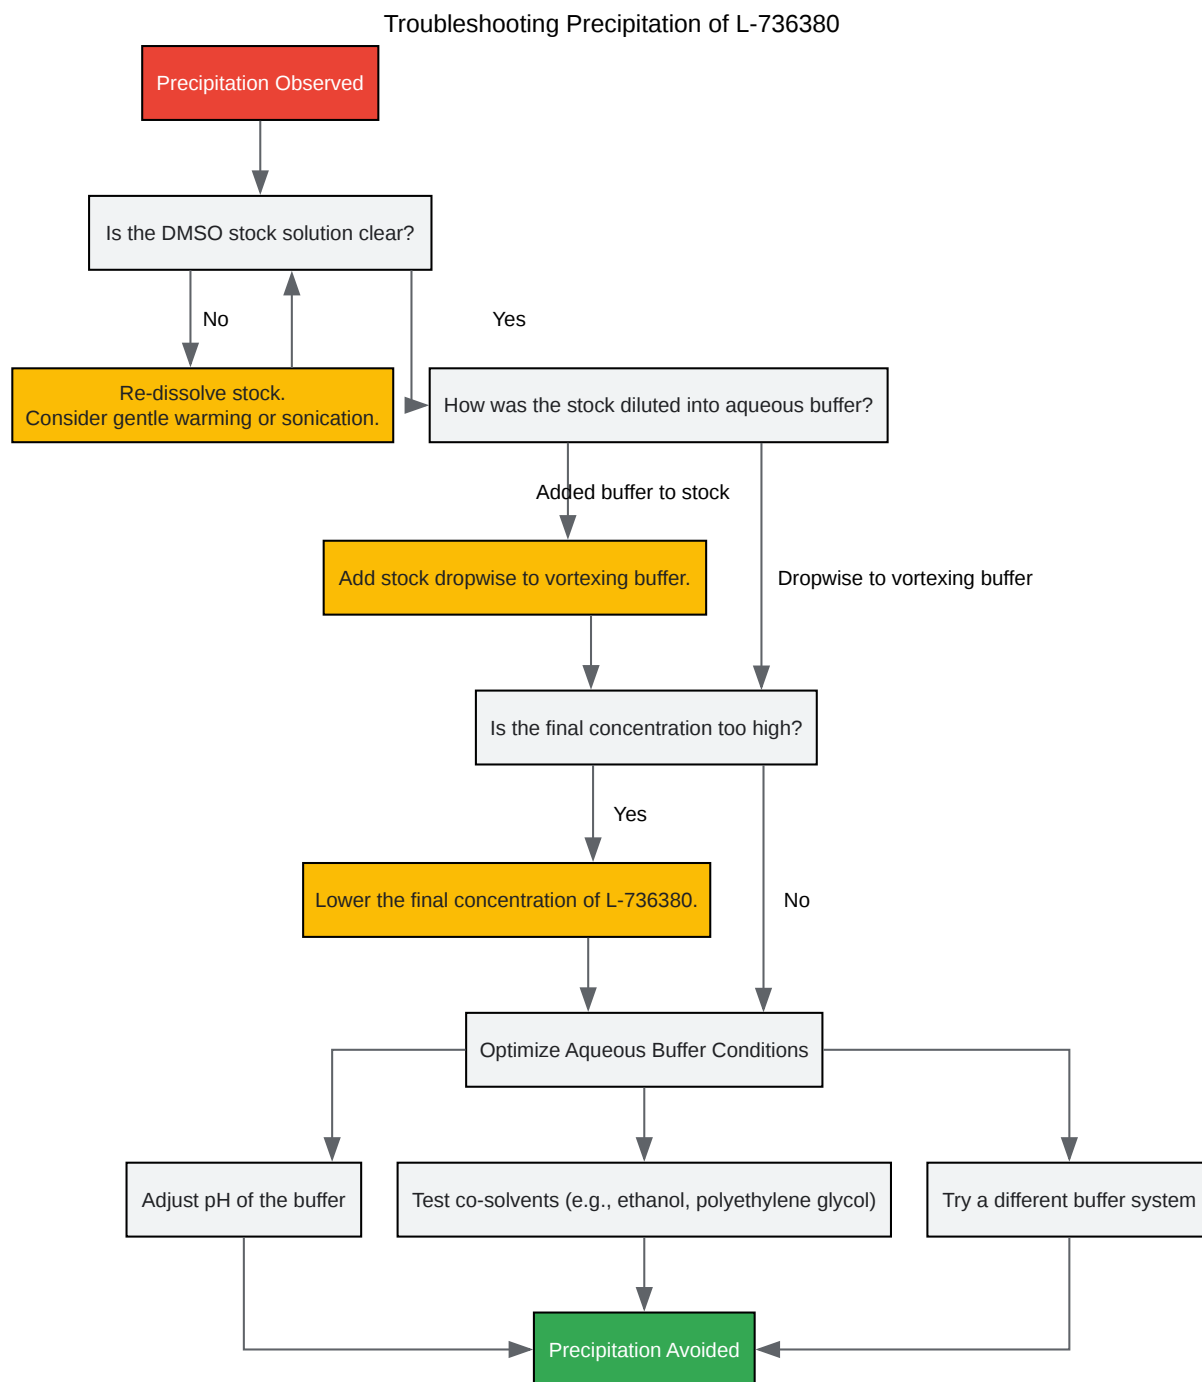 Troubleshooting Precipitation of L-736380
Precipitation Observed
Is the DMSO stock solution clear?
No
Yes
Re-dissolve stock.
Consider gentle warming or sonication.
How was the stock diluted into aqueous buffer?
Added buffer to stock
Add stock dropwise to vortexing buffer.
Dropwise to vortexing buffer
Is the final concentration too high?
Yes
Lower the final concentration of L-736380.
No
Optimize Aqueous Buffer Conditions
Adjust pH of the buffer
Test co-solvents (e.g., ethanol, polyethylene glycol)
Try a different buffer system
Precipitation Avoided